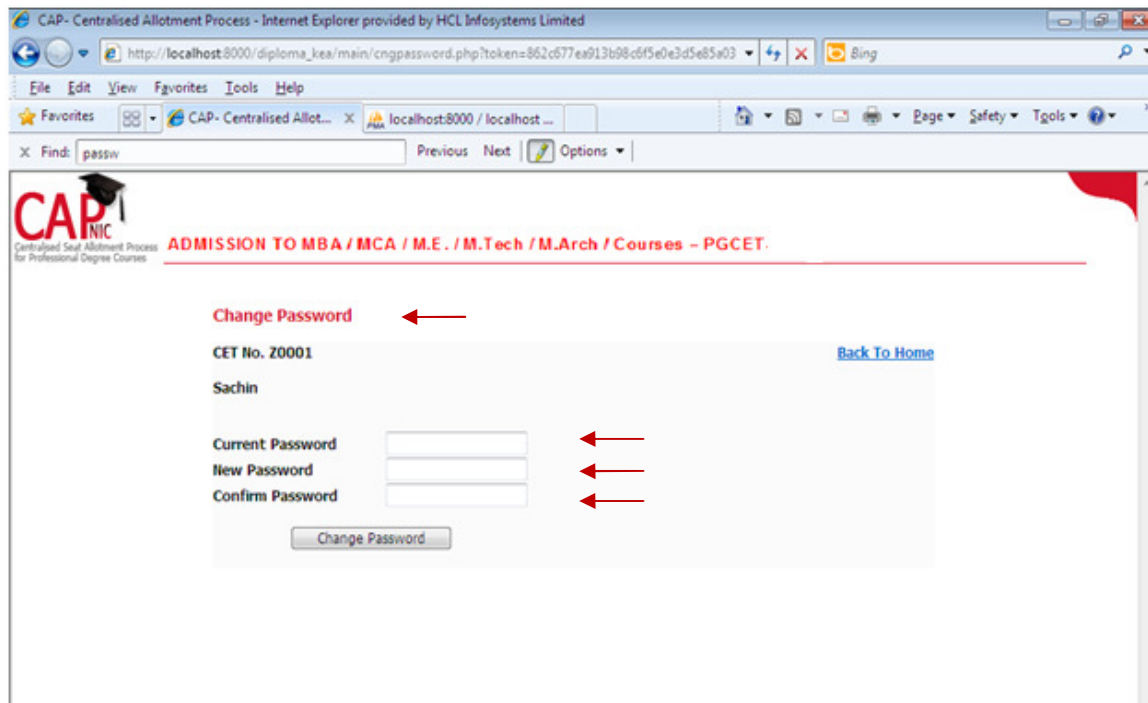 CAP- Centralised Allotment Process - Internet Explorer provided by HCL Infosystems Limited
http://localhost:8000/diploma_kea/main/cngpassword.php?token=862c677ea913b98c6f5e0e3d5e85a03
Bing
File Edit View Favorites Tools Help
Favorites CAP- Centralised Allot... X localhost:8000 / localhost ... Page Safety Tools
X Find: passw Previous Next Options
CAP
NIC
Centralised Seat Allotment Process
for Professional Degree Courses
ADMISSION TO MBA / MCA / M.E. / M.Tech / M.Arch / Courses – PGCET.
Change Password
CET No. Z0001 Back To Home
Sachin
Current Password
New Password
Confirm Password
Change Password